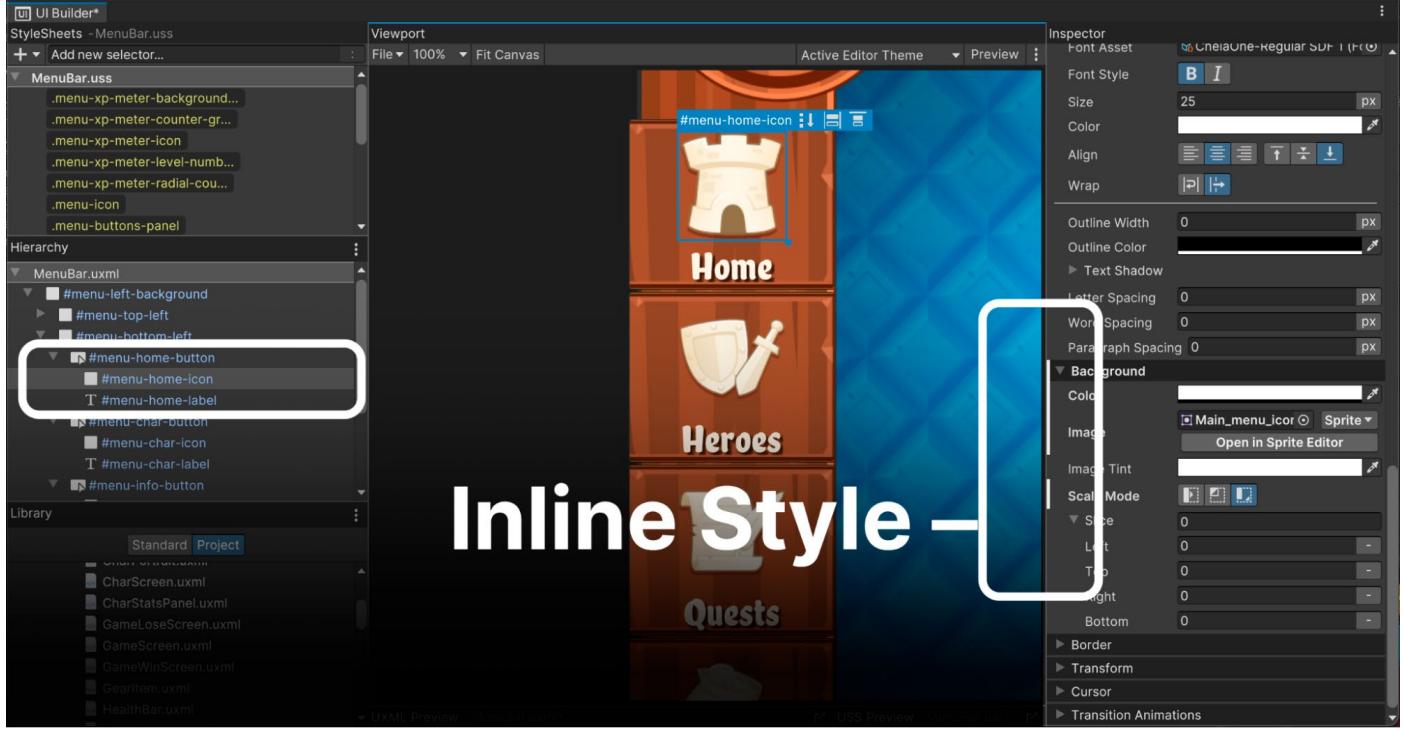 UI Builder*
StyleSheets - MenuBar.uss
Add new selector...
MenuBar.uss
.menu-xp-meter-background...
.menu-xp-meter-counter-gr...
.menu-xp-meter-icon
.menu-xp-meter-level-numb...
.menu-xp-meter-radial-cou...
.menu-icon
.menu-buttons-panel
Hierarchy
MenuBar.uxml
#menu-left-background
#menu-top-left
#menu-bottom-left
#menu-home-button
#menu-home-icon
T #menu-home-label
#menu-char-button
#menu-char-icon
T #menu-char-label
#menu-info-button
Library
Standard Project
CharPortrait.uxml
CharScreen.uxml
CharStatsPanel.uxml
GameLoseScreen.uxml
GameScreen.uxml
GameWinScreen.uxml
GearItem.uxml
HealthBar.uxml
Viewport
File 100% Fit Canvas Active Editor Theme Preview
#menu-home-icon
Home
Heroes
Inline Style –
Quests
UXML Preview
USS Preview
Inspector
Font Asset ChelaOne-Regular SDF 1 (Fo
Font Style B I
Size 25 px
Color
Align
Wrap
Outline Width 0 px
Outline Color
Text Shadow
Letter Spacing 0 px
Word Spacing 0 px
Paragraph Spacing 0 px
Background
Color
Image Main_menu_icor Sprite
Open in Sprite Editor
Image Tint
Scale Mode
Slice 0
Left 0 -
Top 0 -
Right 0 -
Bottom 0 -
Border
Transform
Cursor
Transition Animations